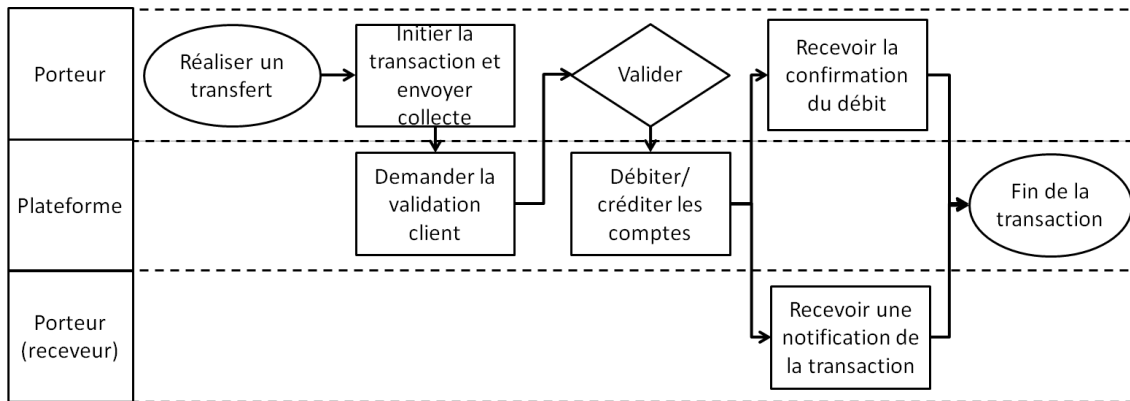 Porteur
Réaliser un
transfert
Initier la
transaction et
envoyer
collecte
Valider
Recevoir la
confirmation
du débit
Plateforme
Demander la
validation
client
Débiter/
créditer les
comptes
Fin de la
transaction
Porteur
(receveur)
Recevoir une
notification de
la transaction